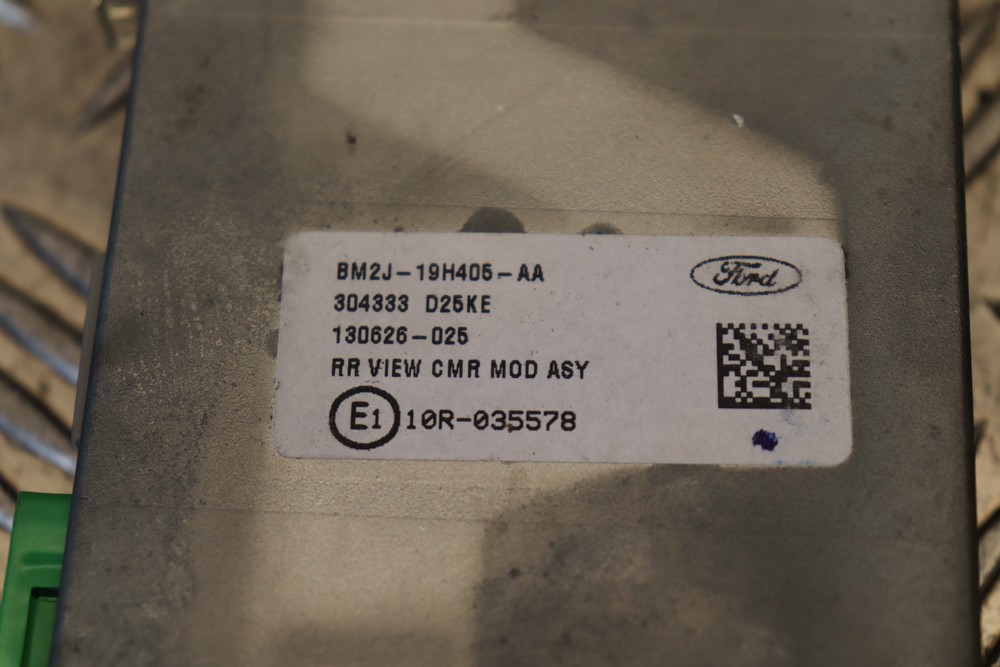 BM2J-19H405-AA
Ford
304333 D25KE
130626-025
RR VIEW CMR MOD ASY
E1 10R-035578